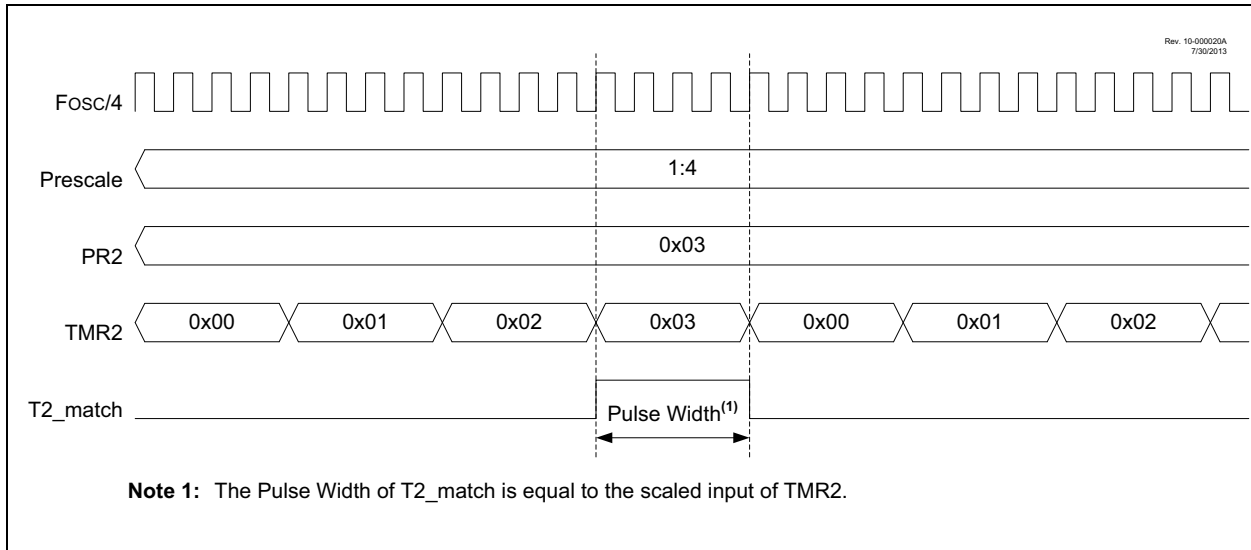 Rev. 10-000020A
7/30/2013
FOSC/4
Prescale
1:4
PR2
0x03
TMR2
0x00 0x01 0x02 0x03 0x00 0x01 0x02
T2_match
Pulse Width(1)
Note 1: The Pulse Width of T2_match is equal to the scaled input of TMR2.